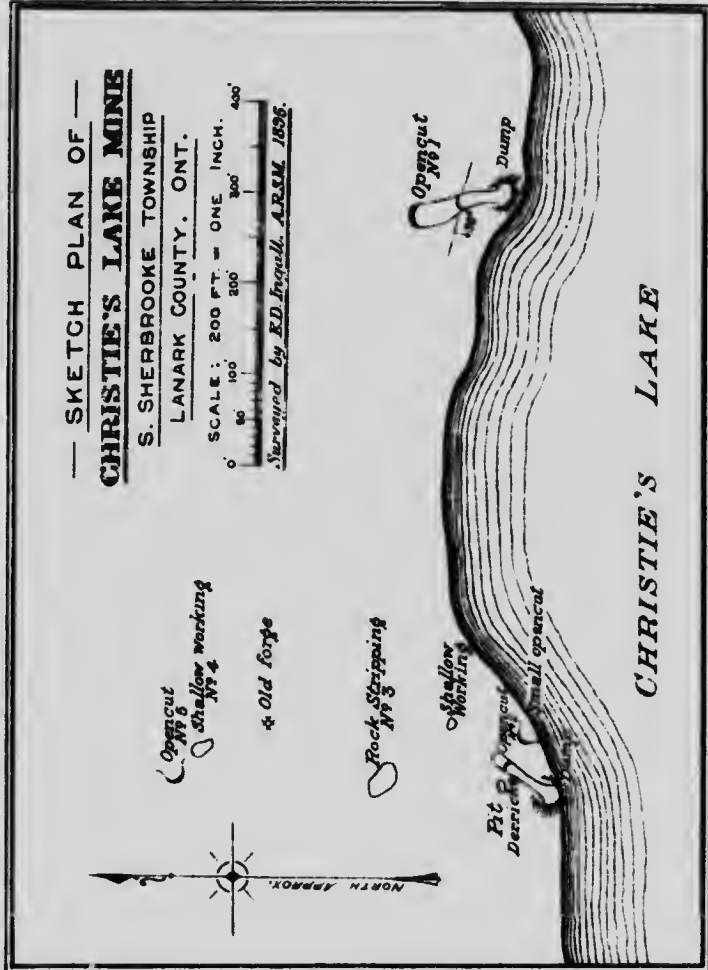 — SKETCH PLAN OF —
CHRISTIE'S LAKE MINE
S. SHERBROOKE TOWNSHIP
LANARK COUNTY. ONT.
SCALE: 200 FT. = ONE INCH.
0' 50' 100' 200' 300' 400'
Surveyed by E.D. Ingall. A.R.S.M. 1896.
Opencut
Nº 5
Shallow Working
Nº 4
Old Forge
Rock Stripping
Nº 3
Shallow
Working
Pit
Derrick
Opencut
Small opencut
Dump
Opencut
Nº 1
Dump
NORTH APPROX.
CHRISTIE'S LAKE